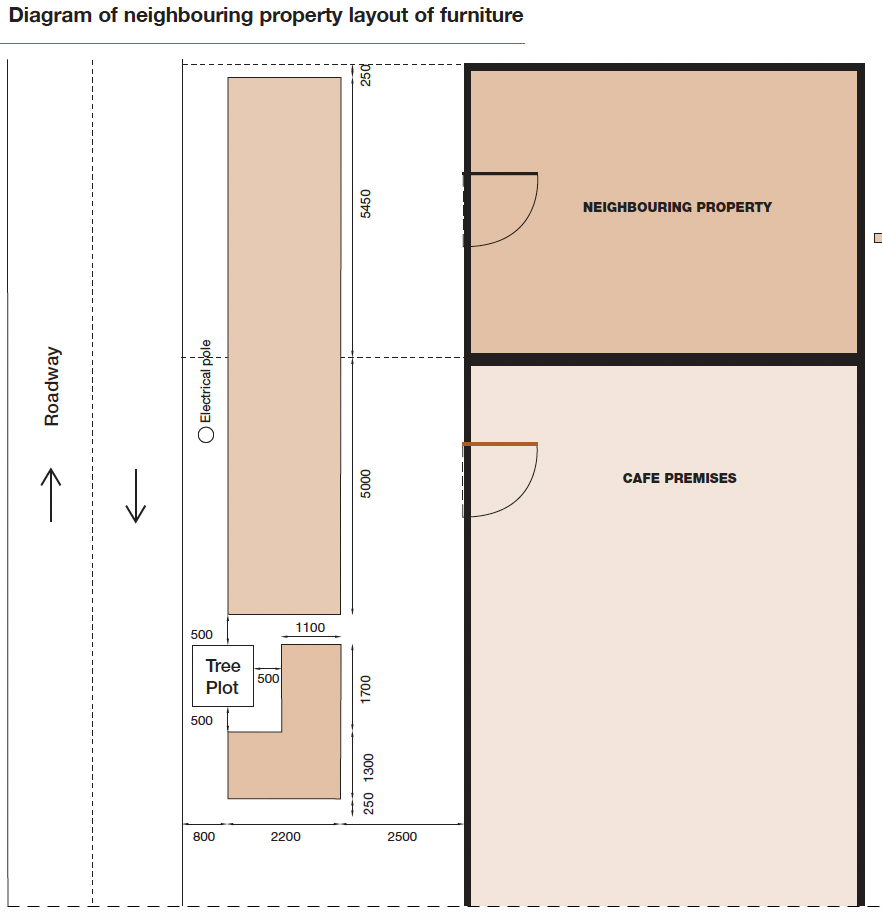 Diagram of neighbouring property layout of furniture
250
5450
NEIGHBOURING PROPERTY
Roadway
Electrical pole
5000
CAFE PREMISES
1100
500
Tree
Plot
500
1700
500
1300
250
800
2200
2500